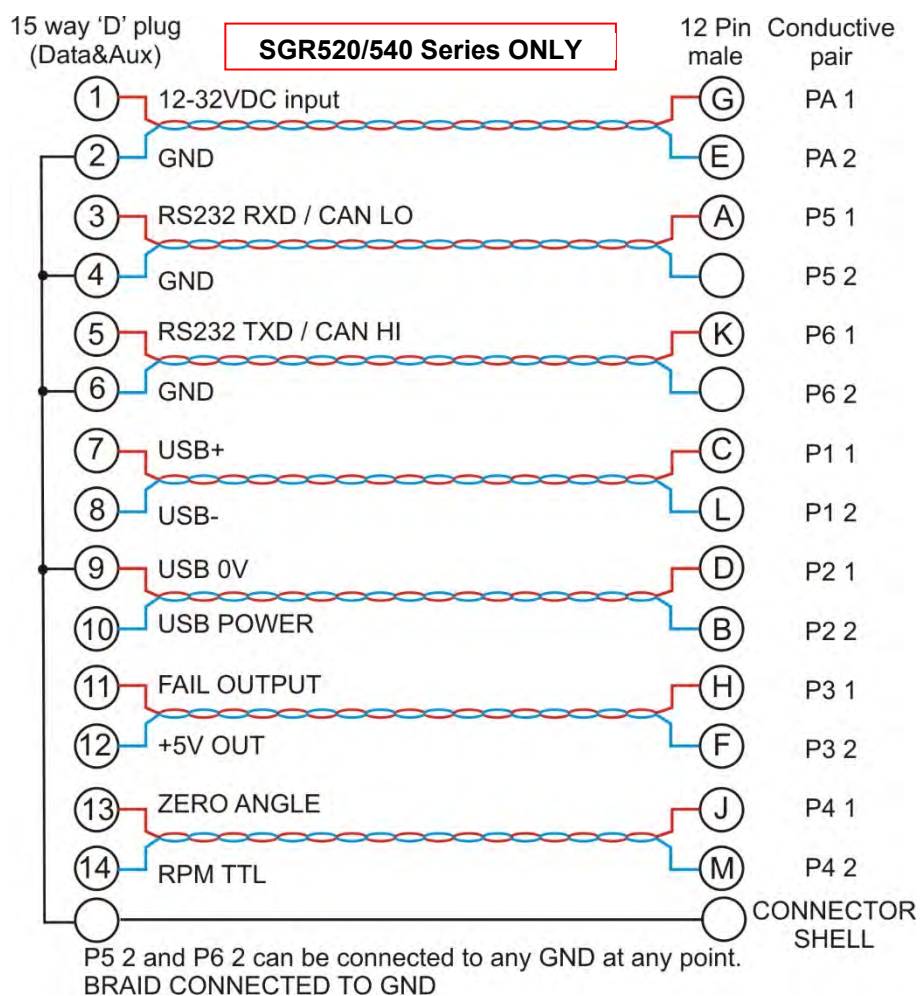 15 way ‘D’ plug
(Data&Aux)
SGR520/540 Series ONLY
12 Pin
male
Conductive
pair
1 12-32VDC input G PA 1
2 GND E PA 2
3 RS232 RXD / CAN LO A P5 1
4 GND P5 2
5 RS232 TXD / CAN HI K P6 1
6 GND P6 2
7 USB+ C P1 1
8 USB- L P1 2
9 USB 0V D P2 1
10 USB POWER B P2 2
11 FAIL OUTPUT H P3 1
12 +5V OUT F P3 2
13 ZERO ANGLE J P4 1
14 RPM TTL M P4 2
CONNECTOR
SHELL
P5 2 and P6 2 can be connected to any GND at any point.
BRAID CONNECTED TO GND